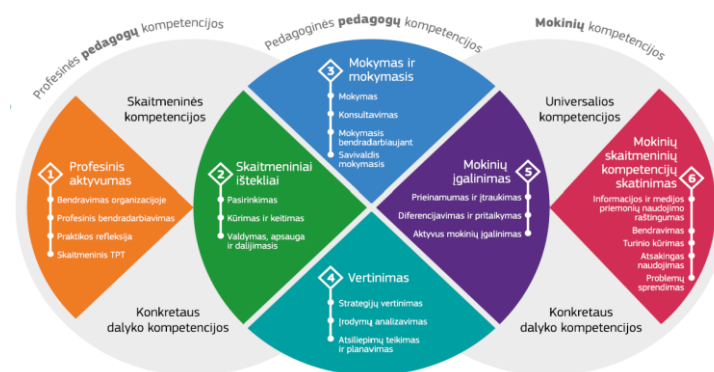 Profesinės pedagogų kompetencijos
Pedagoginės pedagogų kompetencijos
Mokinių kompetencijos
Skaitmeninės
kompetencijos
Universalios
kompetencijos
1
Profesinis
aktyvumas
Bendravimas organizacijoje
Profesinis bendradarbiavimas
Praktikos refleksija
Skaitmeninis TPT
2
Skaitmeniniai
ištekliai
Pasirinkimas
Kūrimas ir keitimas
Valdymas, apsauga
ir dalijimasis
3
Mokymas ir
mokymasis
Mokymas
Konsultavimas
Mokymasis
bendradarbiaujant
Savivaldis
mokymasis
4
Vertinimas
Strategijų vertinimas
Įrodymų analizavimas
Atsiliepimų teikimas
ir planavimas
Mokinių
įgalinimas
5
Prieinamumas ir įtraukimas
Diferencijavimas ir pritaikymas
Aktyvus mokinių įgalinimas
Mokinių
skaitmeninių
kompetencijų
skatinimas
6
Informacijos ir medijos
priemonių naudojimo
raštingumas
Bendravimas
Turinio kūrimas
Atsakingas
naudojimas
Problemų
sprendimas
Konkretaus
dalyko kompetencijos
Konkretaus
dalyko kompetencijos